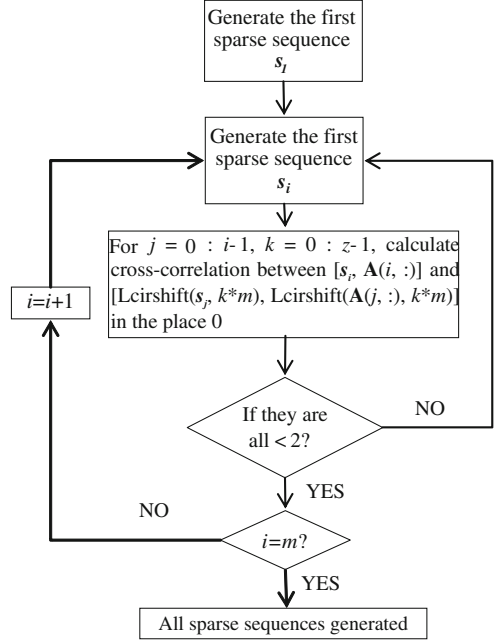 Generate the first
sparse sequence
s₁
Generate the first
sparse sequence
sᵢ
For j = 0 : i-1, k = 0 : z-1, calculate
cross-correlation between [sᵢ, A(i, :)] and
[Lcirshift(sⱼ, k*m), Lcirshift(A(j, :), k*m)]
in the place 0
i=i+1
If they are
all < 2?
NO
YES
NO
i=m?
YES
All sparse sequences generated